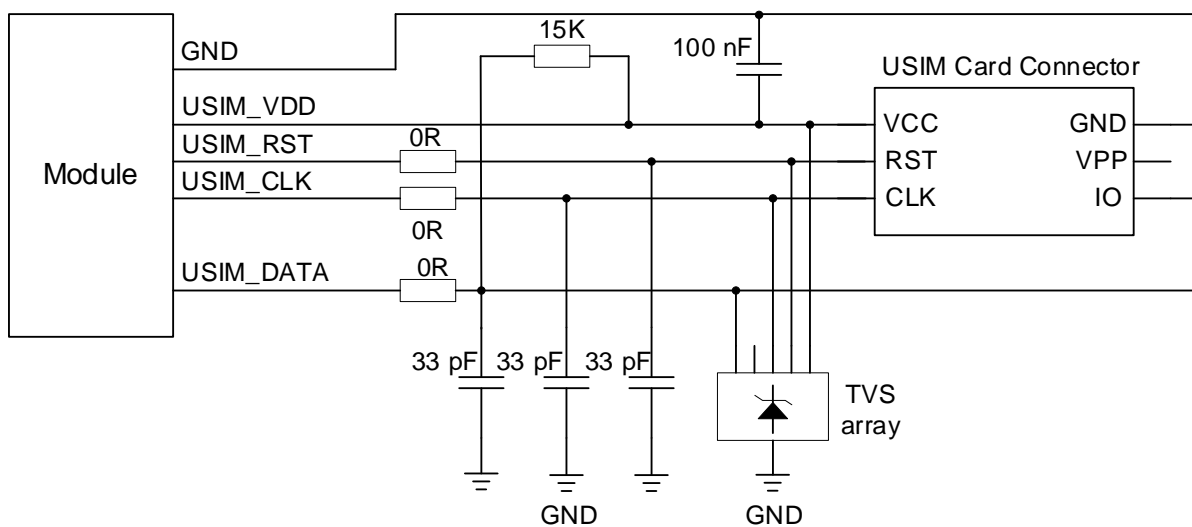 15K
100 nF
GND
USIM Card Connector
USIM_VDD
VCC
GND
0R
USIM_RST
RST
VPP
Module
USIM_CLK
CLK
IO
0R
USIM_DATA
0R
33 pF
33 pF
33 pF
TVS
array
GND
GND